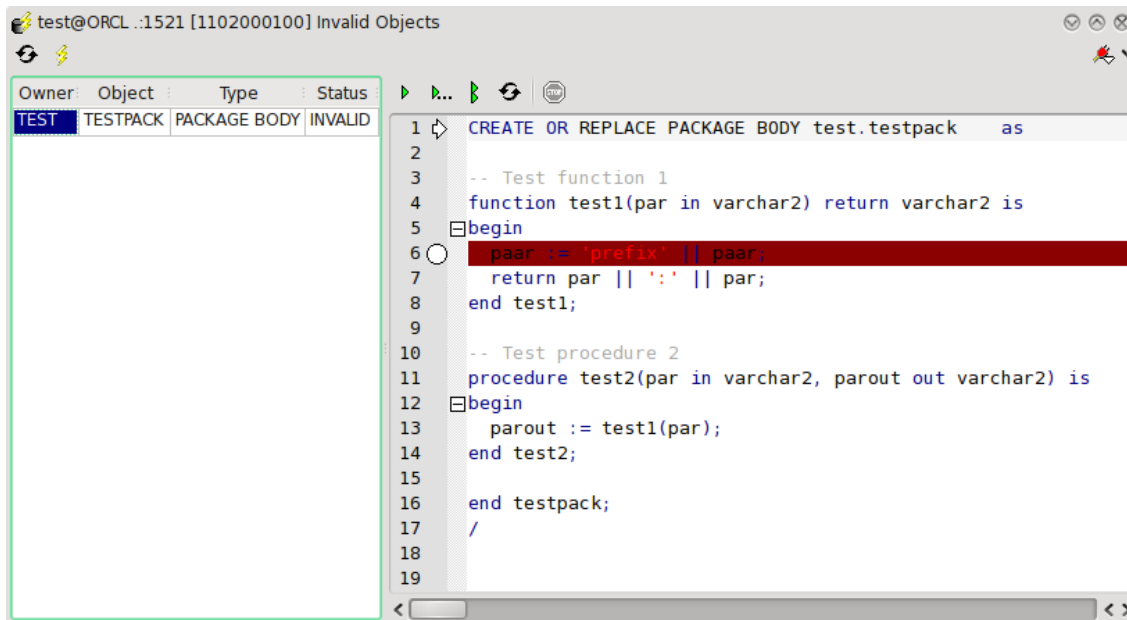 test@ORCL .:1521 [1102000100] Invalid Objects
Owner Object Type Status
TEST TESTPACK PACKAGE BODY INVALID
...
STOP
1 CREATE OR REPLACE PACKAGE BODY test.testpack    as
2
3 -- Test function 1
4 function test1(par in varchar2) return varchar2 is
5 begin
6   paar := 'prefix' || paar;
7   return par || ':' || par;
8 end test1;
9
10 -- Test procedure 2
11 procedure test2(par in varchar2, parout out varchar2) is
12 begin
13   parout := test1(par);
14 end test2;
15
16 end testpack;
17 /
18
19